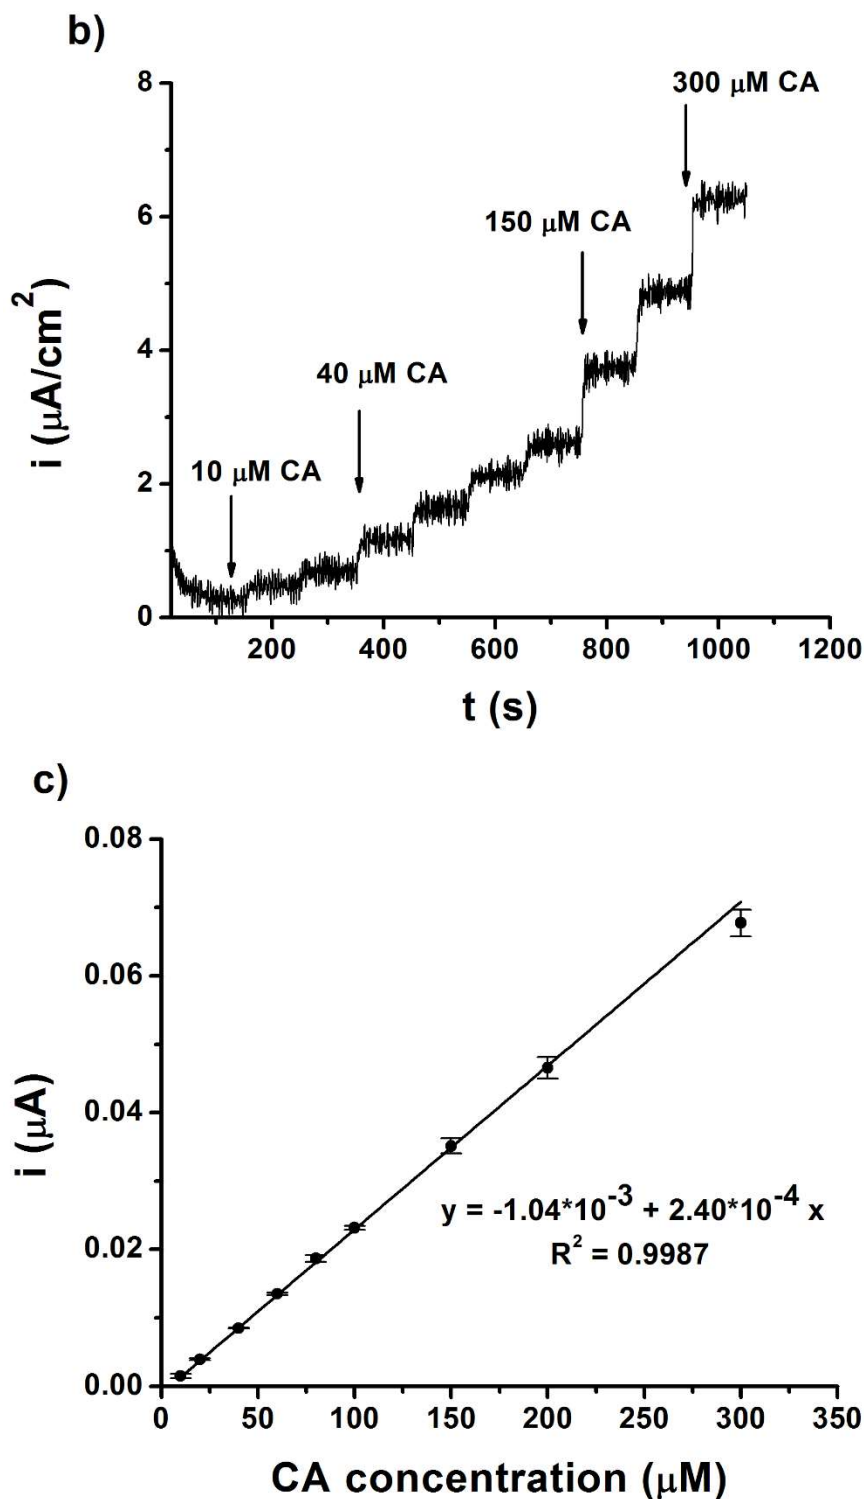 b)
8
300 μM CA
6
150 μM CA
4
40 μM CA
10 μM CA
2
0
i (μA/cm²)
200 400 600 800 1000 1200
t (s)
c)
0.08
0.06
0.04
0.02
0.00
i (μA)
y = -1.04*10⁻³ + 2.40*10⁻⁴ x
R² = 0.9987
0 50 100 150 200 250 300 350
CA concentration (μM)